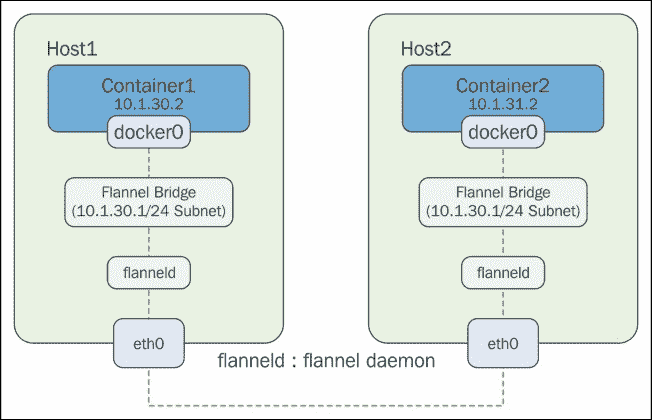 Host1
Container1
10.1.30.2
docker0
Flannel Bridge
(10.1.30.1/24 Subnet)
flanneld
eth0
Host2
Container2
10.1.31.2
docker0
Flannel Bridge
(10.1.30.1/24 Subnet)
flanneld
eth0
flanneld : flannel daemon